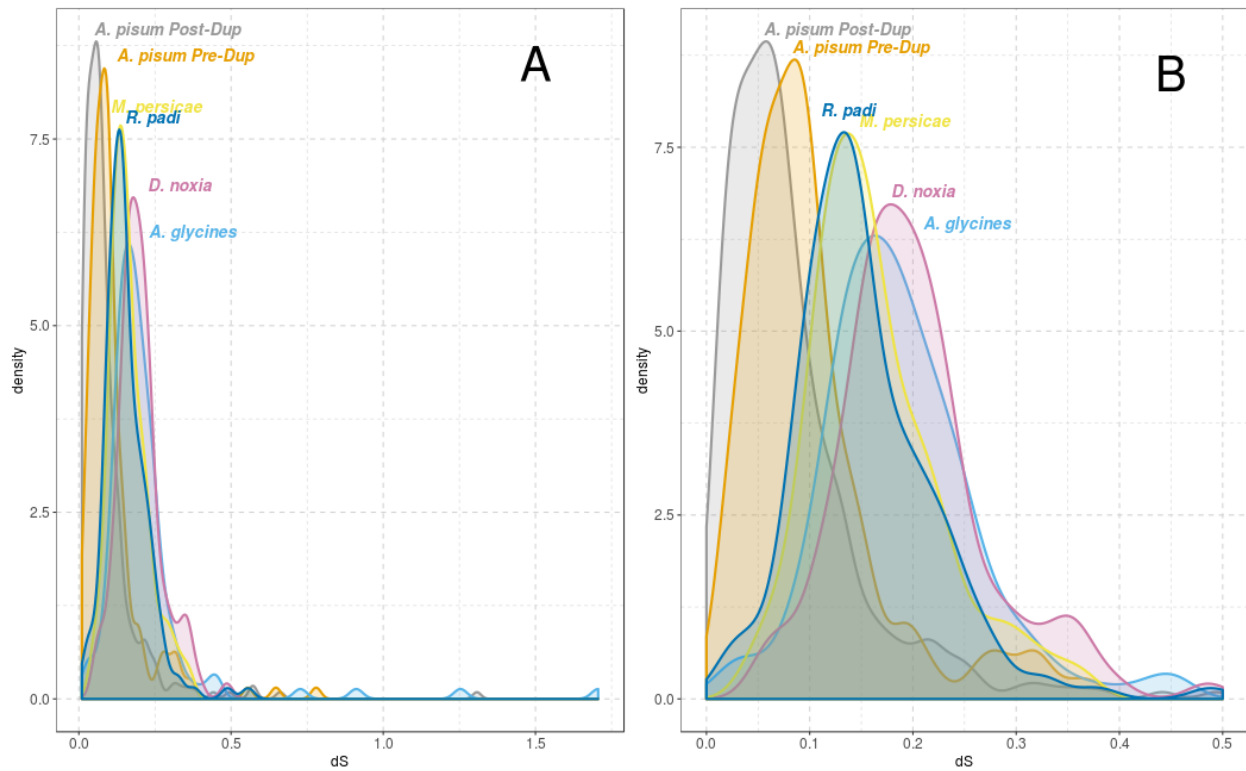 A. pisum Post-Dup
A. pisum Pre-Dup
M. persicae
R. padi
D. noxia
A. glycines
A
7.5
5.0
2.5
0.0
density
0.0
0.5
1.0
1.5
dS
A. pisum Post-Dup
A. pisum Pre-Dup
R. padi
M. persicae
D. noxia
A. glycines
B
7.5
5.0
2.5
0.0
density
0.0
0.1
0.2
0.3
0.4
0.5
dS